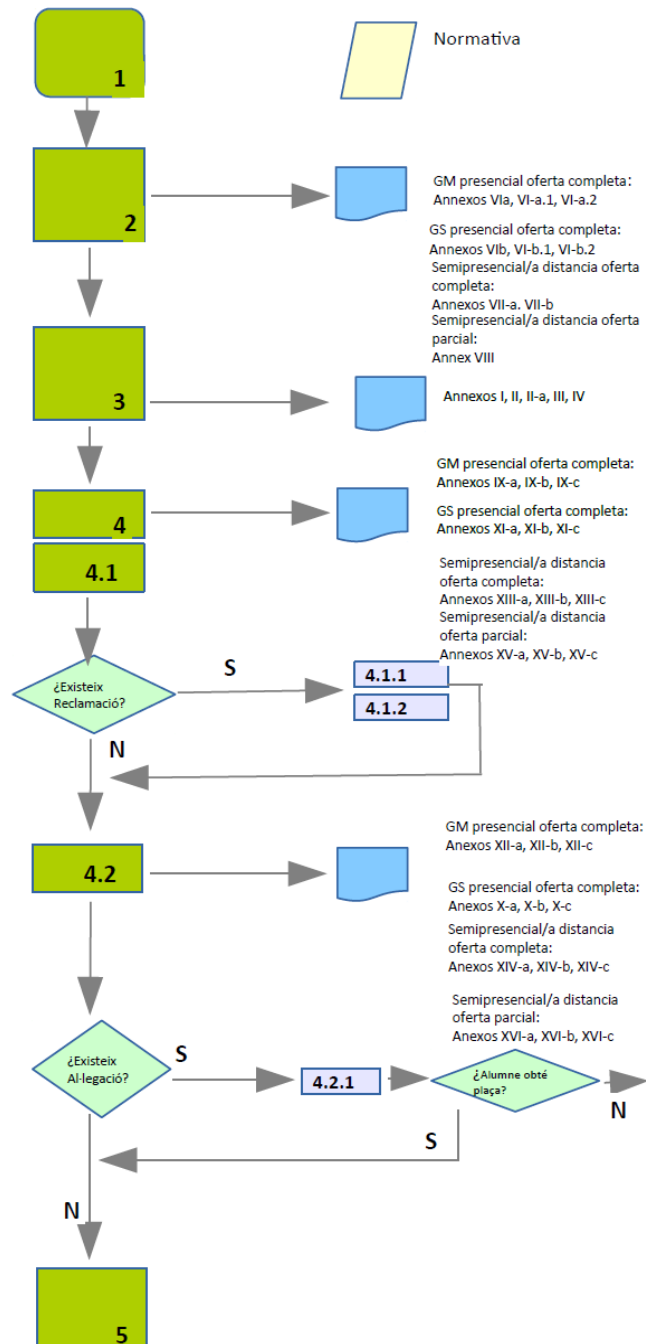 1
Normativa
2
GM presencial oferta completa:
Annexos VIa, VI-a.1, VI-a.2
GS presencial oferta completa:
Annexos VIb, VI-b.1, VI-b.2
Semipresencial/a distancia oferta
completa:
Annexos VII-a. VII-b
Semipresencial/a distancia oferta
parcial:
Annex VIII
3
Annexos I, II, II-a, III, IV
4
4.1
GM presencial oferta completa:
Annexos IX-a, IX-b, IX-c
GS presencial oferta completa:
Annexos XI-a, XI-b, XI-c
Semipresencial/a distancia
oferta completa:
Annexos XIII-a, XIII-b, XIII-c
Semipresencial/a distancia
oferta parcial:
Annexos XV-a, XV-b, XV-c
¿Existeix
Reclamació?
S
4.1.1
4.1.2
N
4.2
GM presencial oferta completa:
Anexos XII-a, XII-b, XII-c
GS presencial oferta completa:
Anexos X-a, X-b, X-c
Semipresencial/a distancia
oferta completa:
Anexos XIV-a, XIV-b, XIV-c
Semipresencial/a distancia
oferta parcial:
Anexos XVI-a, XVI-b, XVI-c
¿Existeix
Al·legació?
S
4.2.1
¿Alumne obté
plaça?
N
S
N
5